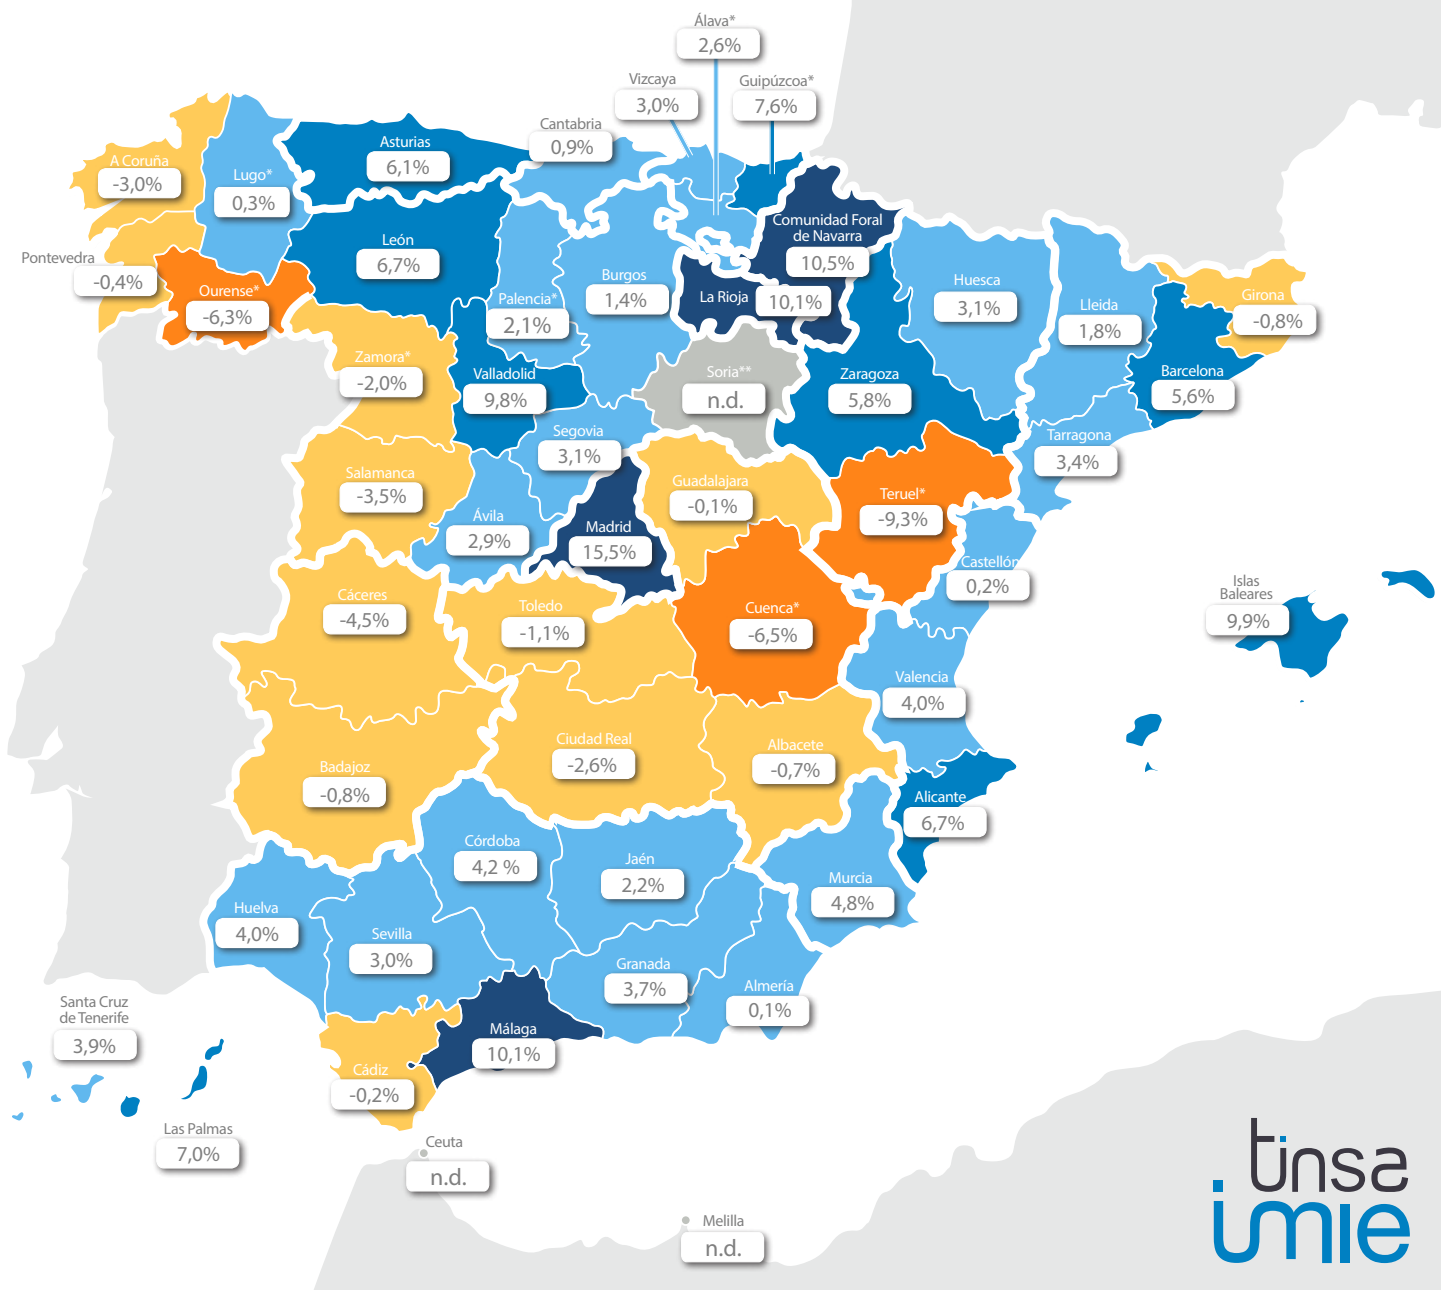 Álava*
2,6%
Vizcaya
3,0%
Guipúzcoa*
7,6%
Cantabria
0,9%
Asturias
6,1%
A Coruña
-3,0%
Lugo*
0,3%
Pontevedra
-0,4%
Ourense*
-6,3%
León
6,7%
Palencia*
2,1%
Burgos
1,4%
Comunidad Foral
de Navarra
10,5%
La Rioja
10,1%
Huesca
3,1%
Lleida
1,8%
Girona
-0,8%
Barcelona
5,6%
Zamora*
-2,0%
Valladolid
9,8%
Soria**
n.d.
Zaragoza
5,8%
Tarragona
3,4%
Segovia
3,1%
Salamanca
-3,5%
Ávila
2,9%
Madrid
15,5%
Guadalajara
-0,1%
Teruel*
-9,3%
Castellón
0,2%
Cáceres
-4,5%
Toledo
-1,1%
Cuenca*
-6,5%
Islas
Baleares
9,9%
Valencia
4,0%
Badajoz
-0,8%
Ciudad Real
-2,6%
Albacete
-0,7%
Alicante
6,7%
Córdoba
4,2 %
Jaén
2,2%
Murcia
4,8%
Huelva
4,0%
Sevilla
3,0%
Granada
3,7%
Almería
0,1%
Málaga
10,1%
Cádiz
-0,2%
Santa Cruz
de Tenerife
3,9%
Las Palmas
7,0%
Ceuta
n.d.
Melilla
n.d.
tinsa
imie